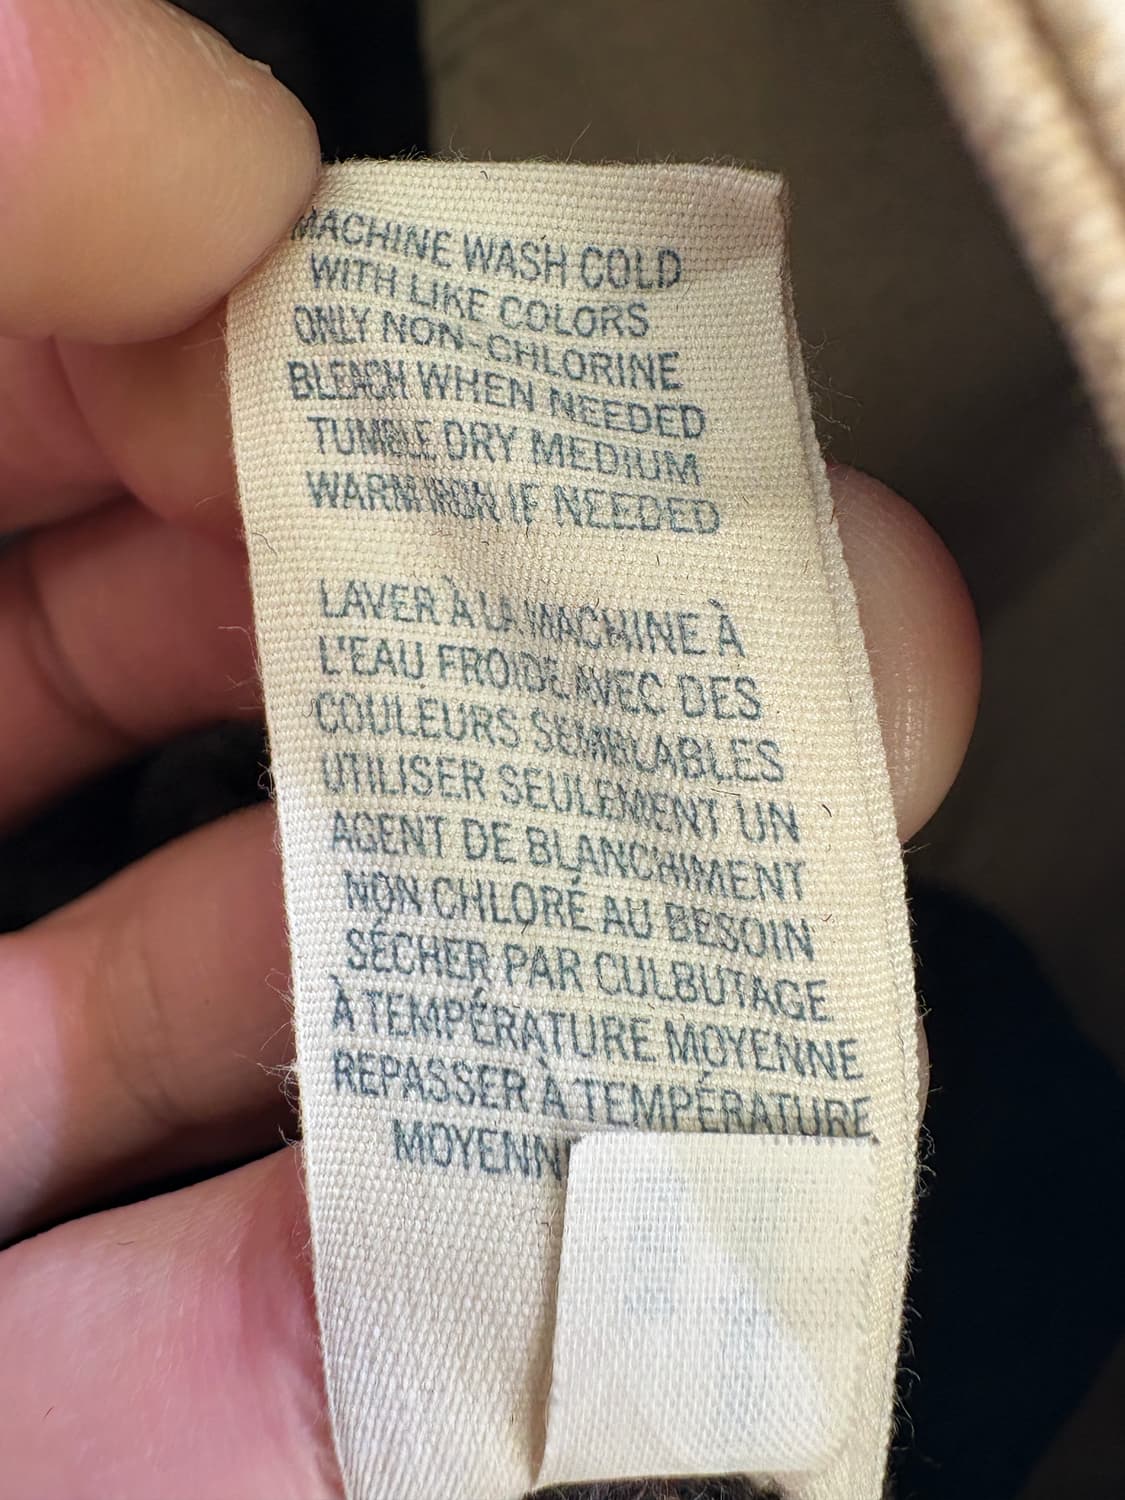 MACHINE WASH COLD
WITH LIKE COLORS
ONLY NON-CHLORINE
BLEACH WHEN NEEDED
TUMBLE DRY MEDIUM
WARM IRON IF NEEDED
LAVER À LA MACHINE À
L'EAU FROIDE AVEC DES
COULEURS SEMBLABLES
UTILISER SEULEMENT UN
AGENT DE BLANCHIMENT
NON CHLORÉ AU BESOIN
SÉCHER PAR CULBUTAGE
À TEMPÉRATURE MOYENNE
REPASSER À TEMPÉRATURE
MOYENN